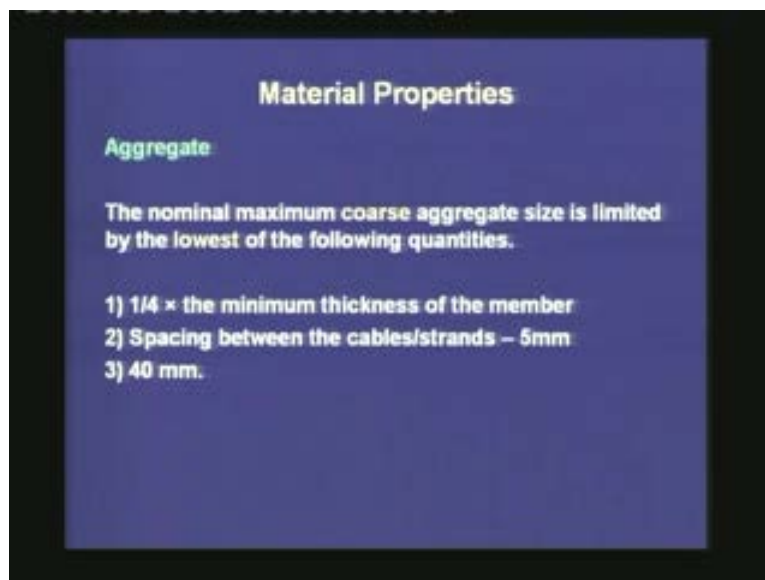 Material Properties
Aggregate
The nominal maximum coarse aggregate size is limited
by the lowest of the following quantities.
1) 1/4 × the minimum thickness of the member
2) Spacing between the cables/strands – 5mm
3) 40 mm.